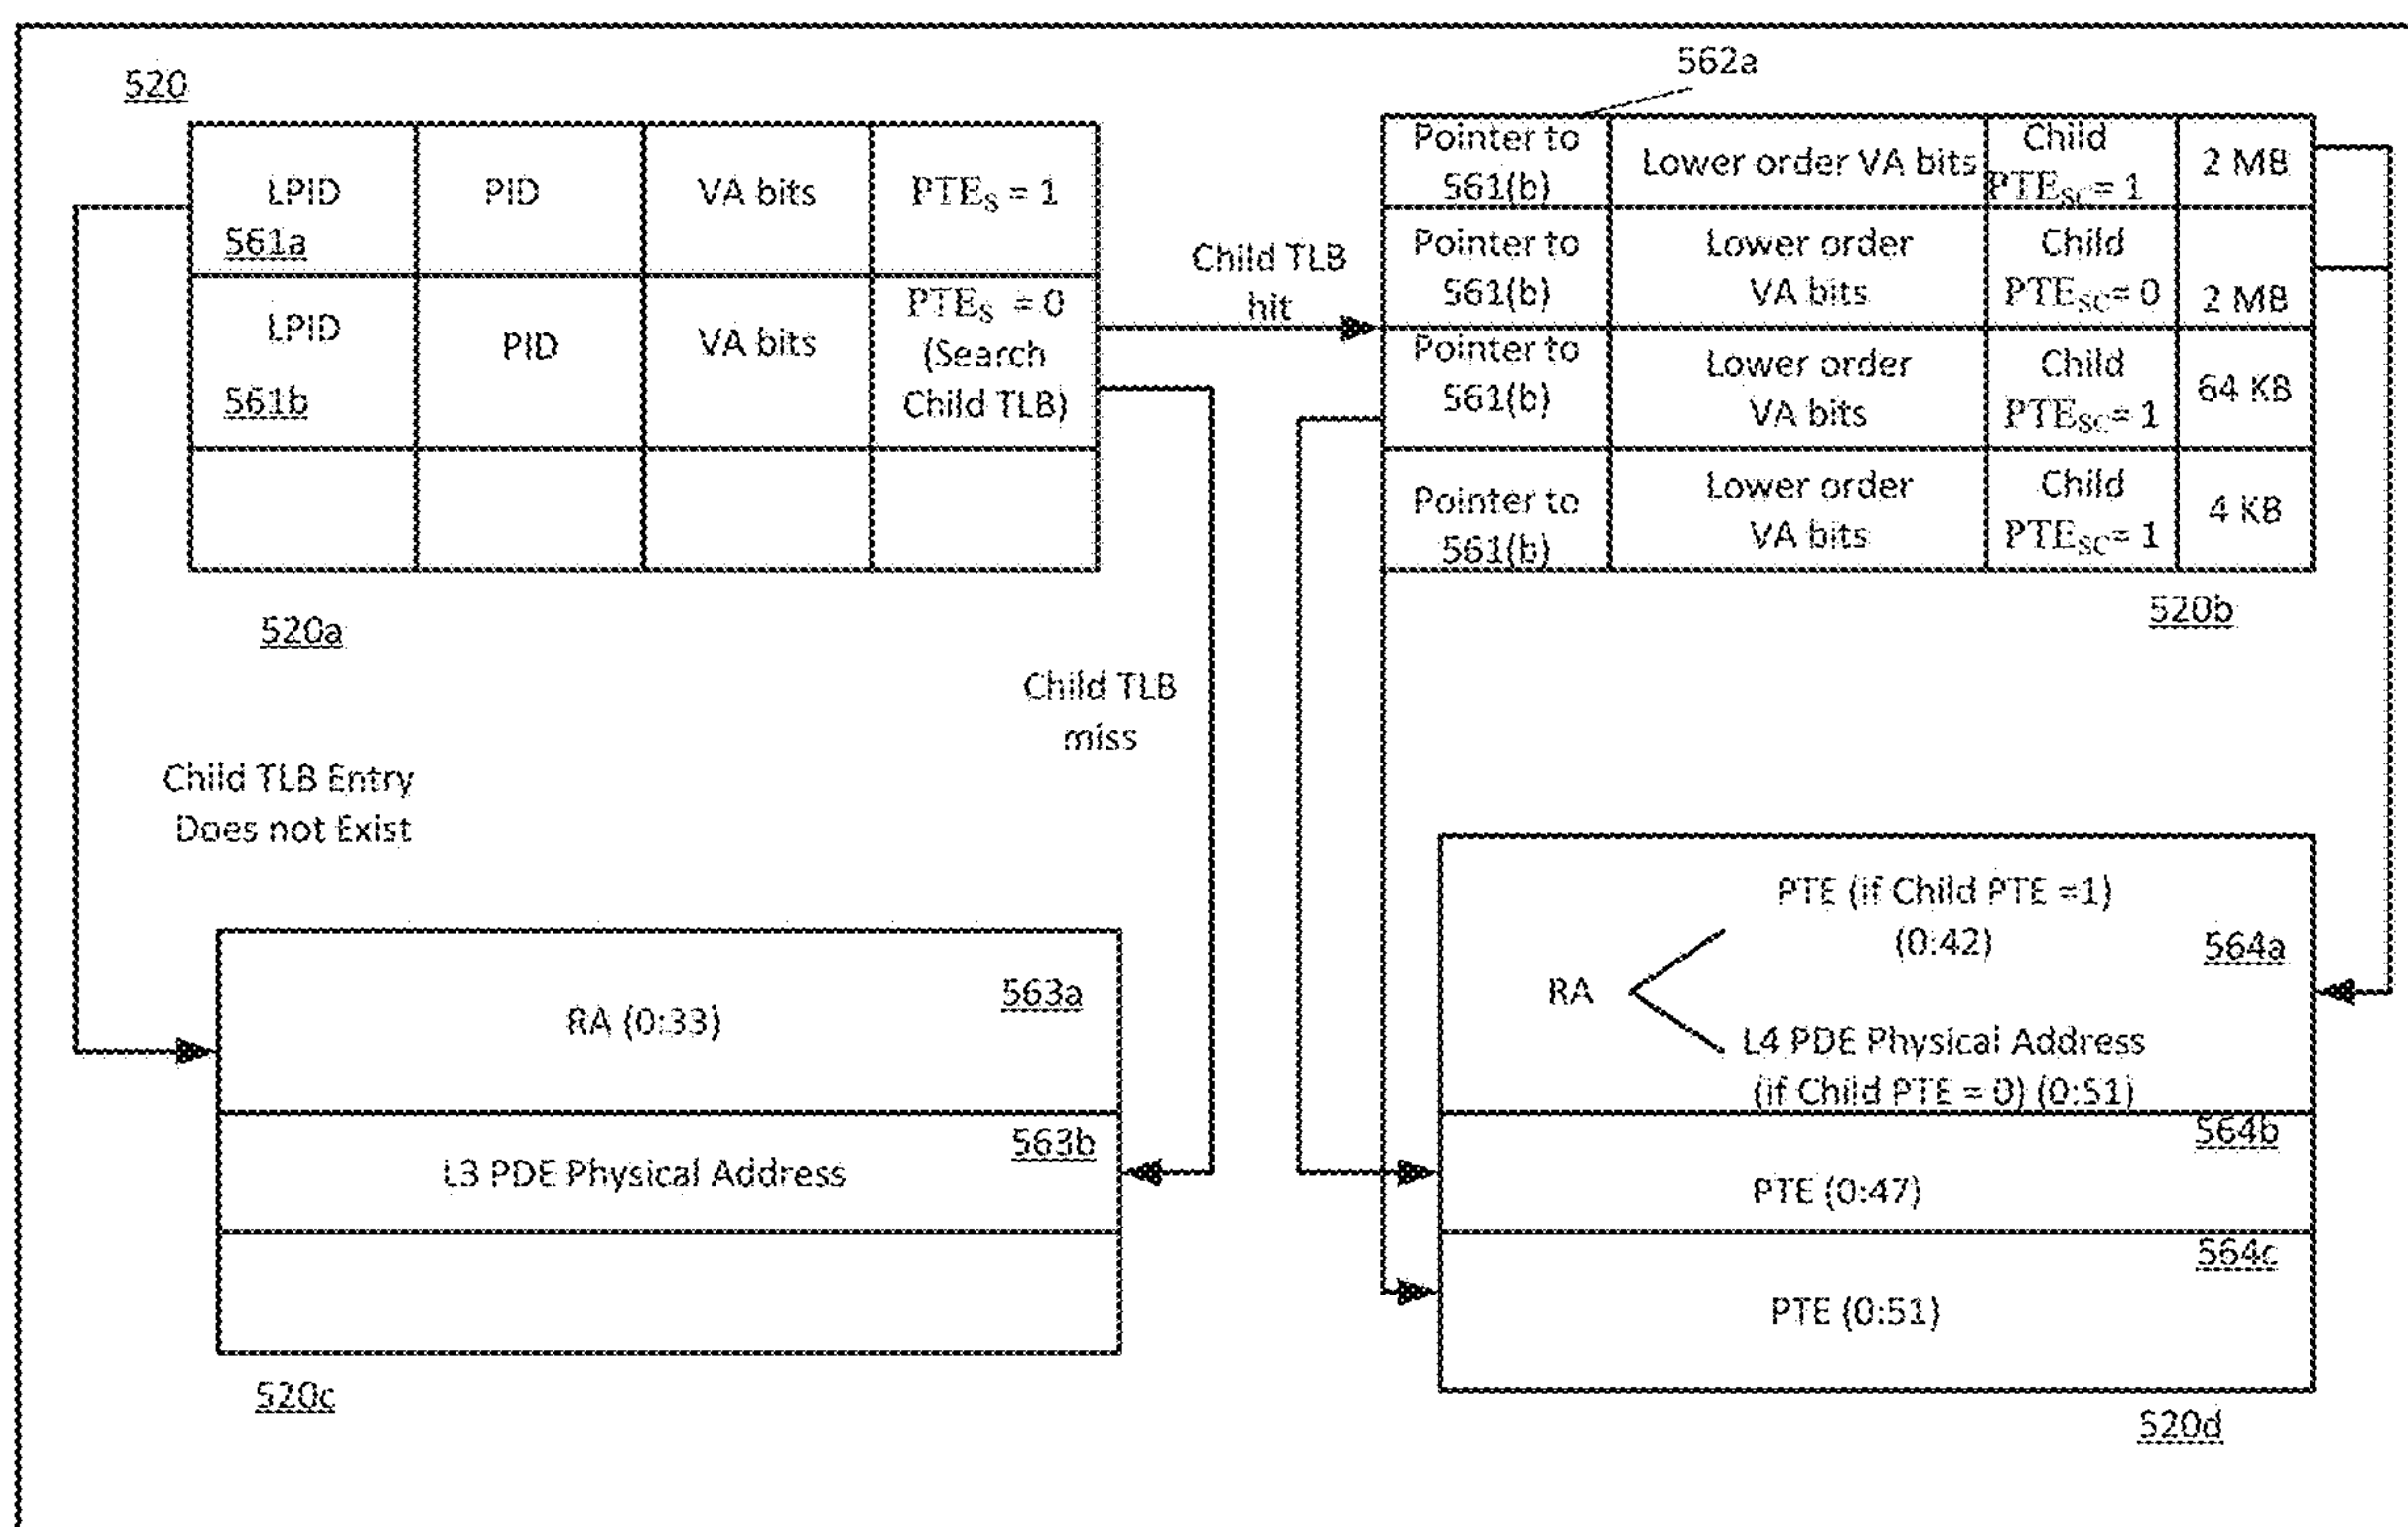 520
562a
LPID
561a
PID
VA bits
PTES = 1
LPID
561b
PID
VA bits
PTES = 0
(Search
Child TLB)
520a
Child TLB
hit
Pointer to
561(b)
Lower order VA bits
Child
PTESC= 1
2 MB
Pointer to
561(b)
Lower order
VA bits
Child
PTESC= 0
2 MB
Pointer to
561(b)
Lower order
VA bits
Child
PTESC= 1
64 KB
Pointer to
561(b)
Lower order
VA bits
Child
PTESC= 1
4 KB
520b
Child TLB
miss
Child TLB Entry
Does not Exist
563a
RA (0:33)
563b
L3 PDE Physical Address
520c
PTE (if Child PTE =1)
(0:42)
564a
RA
L4 PDE Physical Address
(if Child PTE = 0) (0:51)
564b
PTE (0:47)
564c
PTE (0:51)
520d